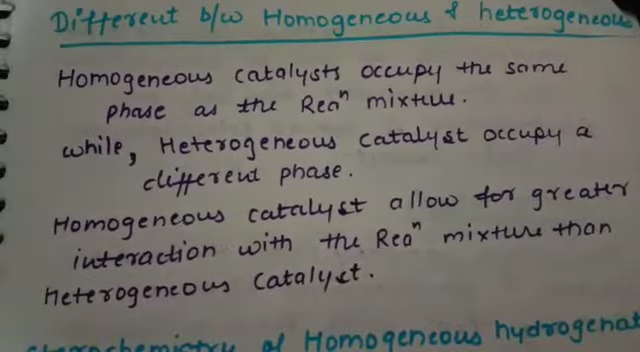 Different b/w Homogeneous & heterogeneous
Homogeneous catalysts occupy the same
phase as the Reaⁿ mixture.
while, Heterogeneous catalyst occupy a
different phase.
Homogeneous catalyst allow for greater
interaction with the Reaⁿ mixture than
Heterogeneous catalyst.
of Homogeneous